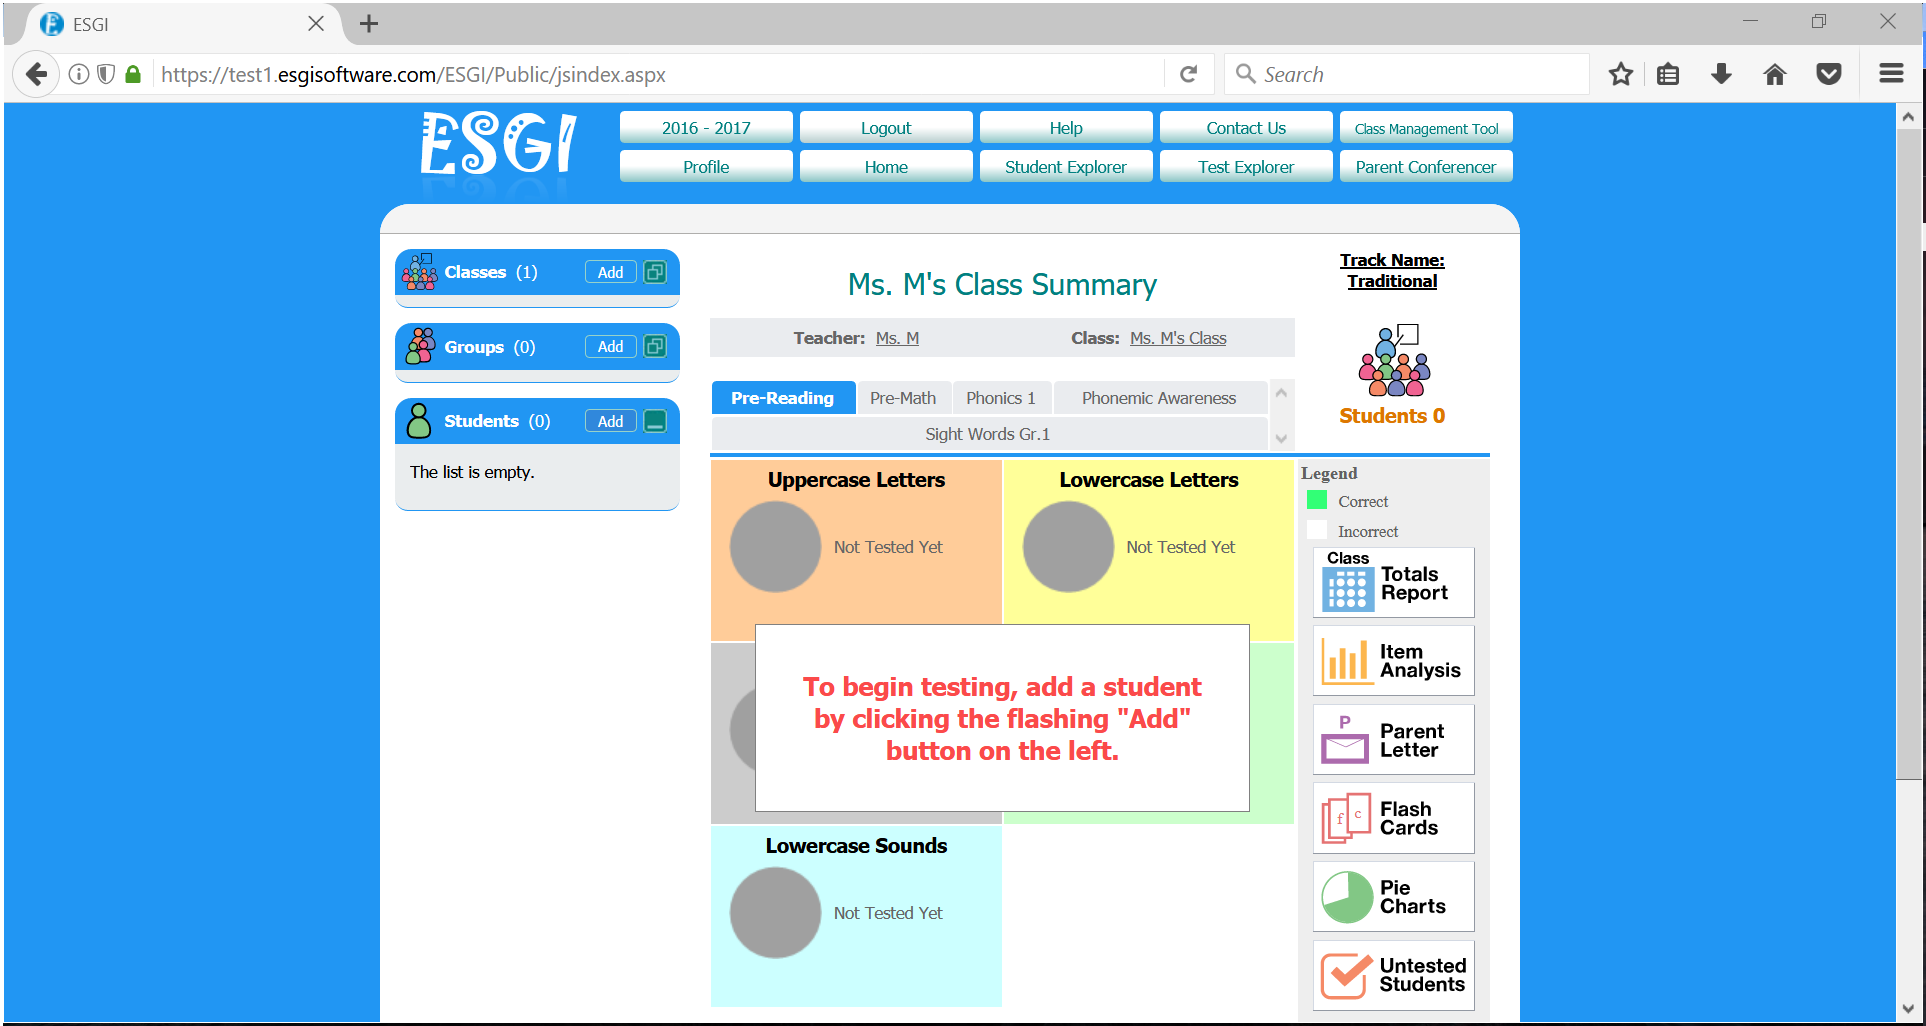 ESGI
https://test1.esgisoftware.com/ESGI/Public/jsindex.aspx
Search
ESGI
2016 - 2017
Logout
Help
Contact Us
Class Management Tool
Profile
Home
Student Explorer
Test Explorer
Parent Conferencer
Classes (1)
Add
Groups (0)
Add
Students (0)
Add
The list is empty.
Ms. M's Class Summary
Teacher: Ms. M
Class: Ms. M's Class
Track Name:
Traditional
Students 0
Pre-Reading
Pre-Math
Phonics 1
Phonemic Awareness
Sight Words Gr.1
Uppercase Letters
Not Tested Yet
Lowercase Letters
Not Tested Yet
To begin testing, add a student
by clicking the flashing "Add"
button on the left.
Lowercase Sounds
Not Tested Yet
Legend
Correct
Incorrect
Class
Totals
Report
Item
Analysis
P
Parent
Letter
f c
Flash
Cards
Pie
Charts
Untested
Students